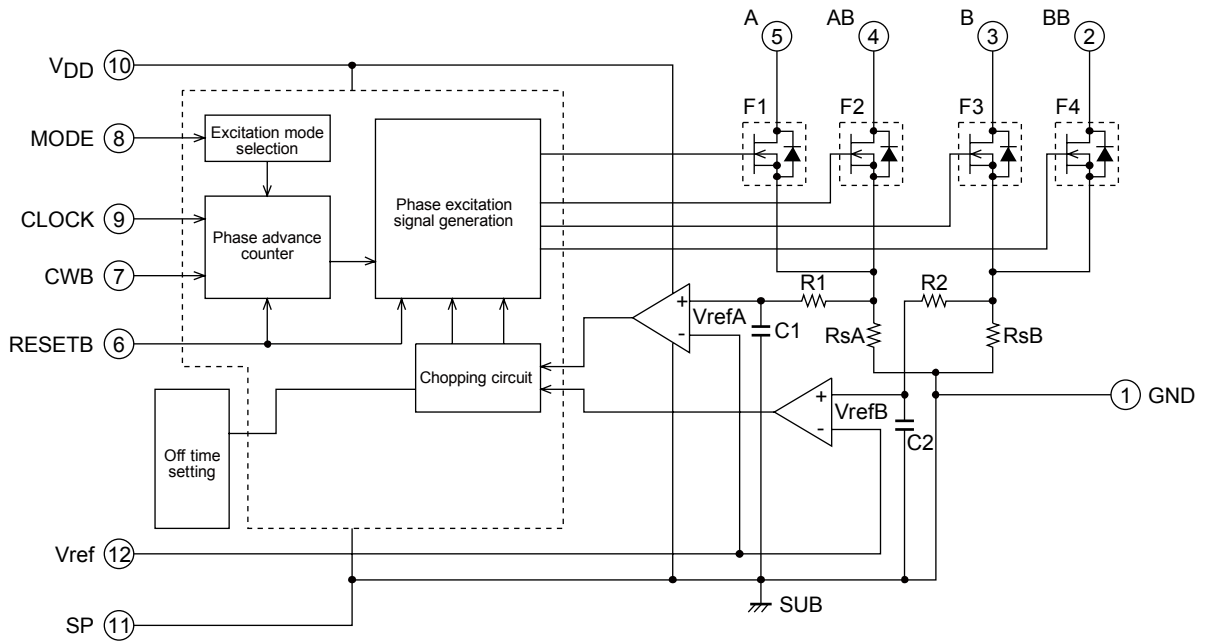 A
AB
B
BB
5
4
3
2
VDD
10
F1
F2
F3
F4
MODE
8
Excitation mode
selection
Phase excitation
signal generation
CLOCK
9
Phase advance
counter
CWB
7
R1
R2
+
VrefA
-
C1
RsA
RsB
RESETB
6
Chopping circuit
+
VrefB
-
C2
1
GND
Off time
setting
Vref
12
SUB
SP
11